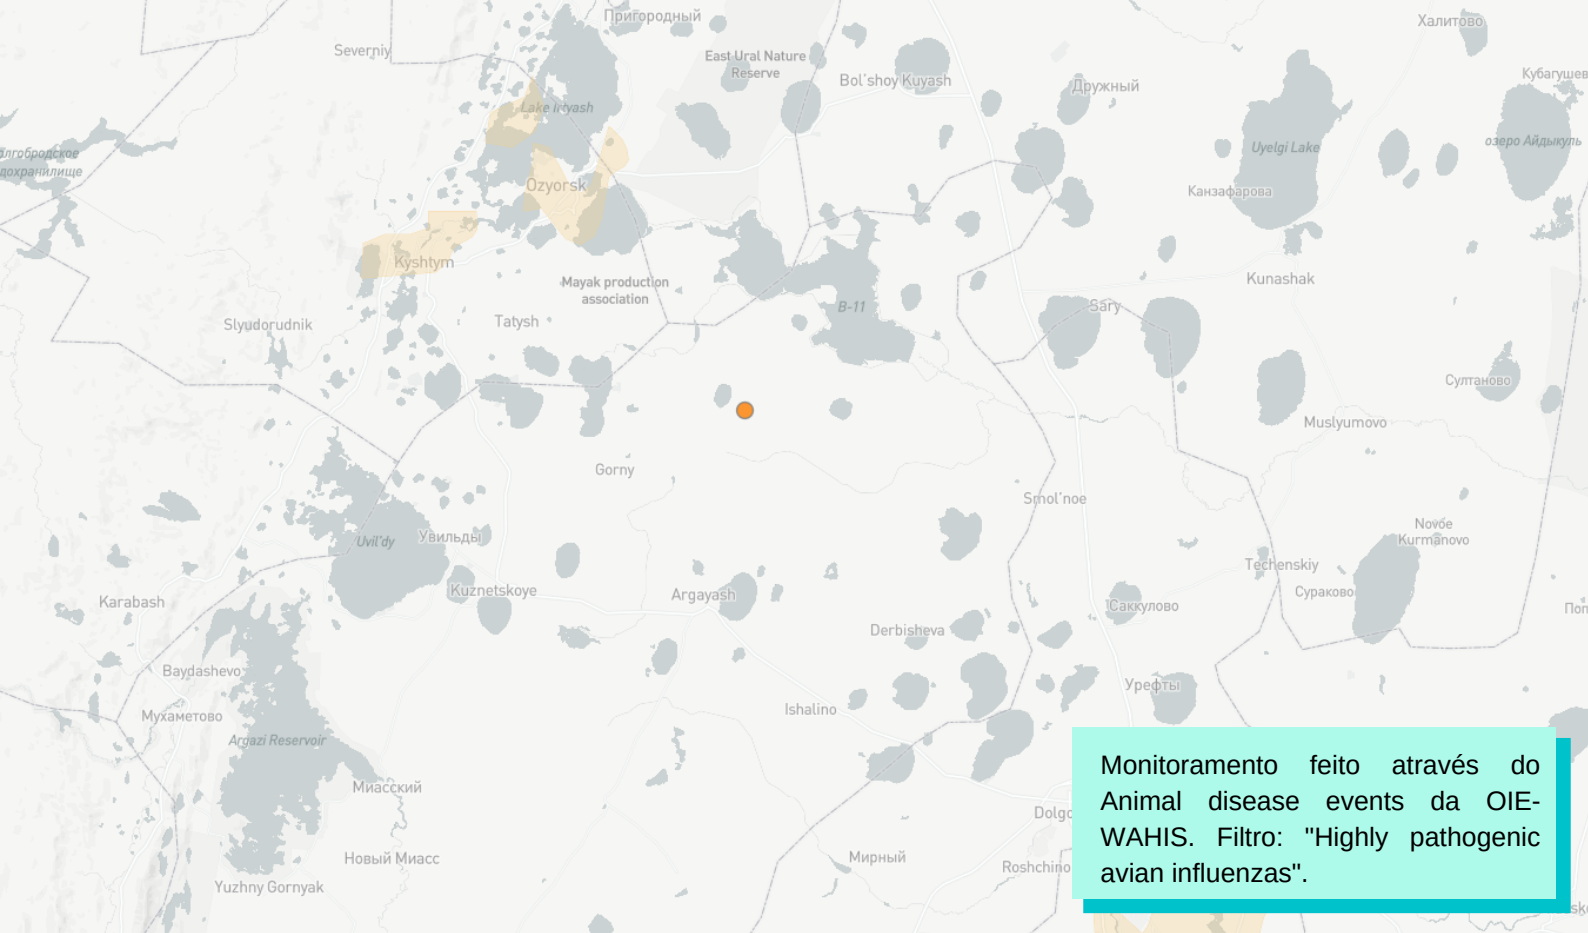 Пригородный
Халитово
Severniy
East Ural Nature
Reserve
Bol'shoy Kuyash
Дружный
Lake Irtyash
Uyelgi Lake
озеро Айдыкуль
Ozyorsk
Канзафарова
Kyshtym
Mayak production
association
Kunashak
B-11
Sary
Slyudorudnik
Tatysh
Султаново
Muslyumovo
Gorny
Smol'noe
Novoe
Kurmanovo
Uvil'dy
Увильды
Techenskiy
Kuznetskoye
Argayash
Сураково
Karabash
Саккулово
Derbisheva
Baydashevo
Урефты
Мухаметово
Ishalino
Argazi Reservoir
Миасский
Мирный
Новый Миасс
Roshchino
Yuzhny Gornyak
Monitoramento feito através do
Animal disease events da OIE-
WAHIS. Filtro: "Highly pathogenic
avian influenzas".